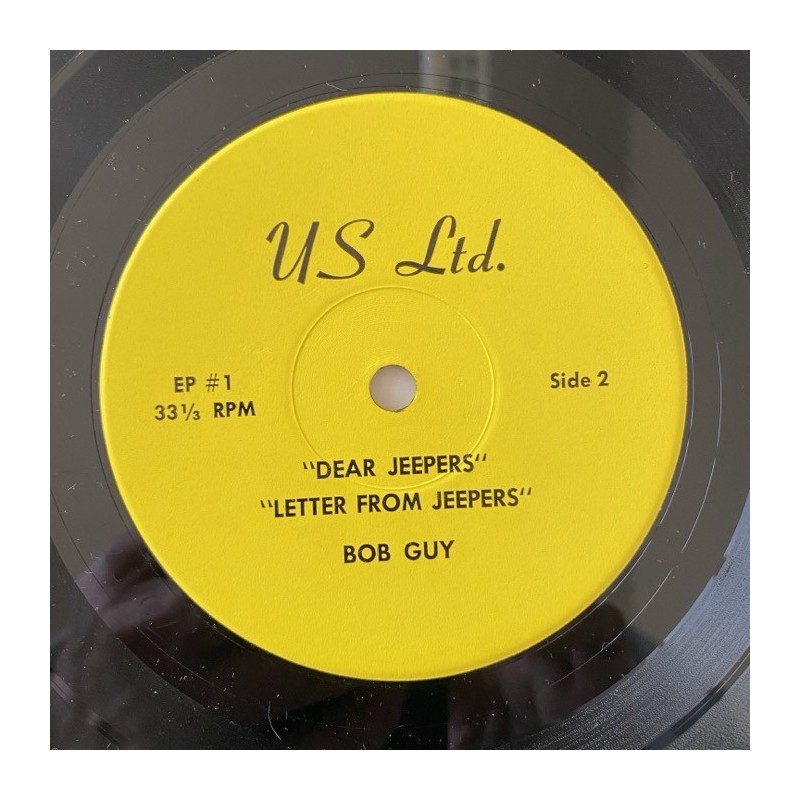 US Ltd.
EP #1
33⅓ RPM
Side 2
"DEAR JEEPERS"
"LETTER FROM JEEPERS"
BOB GUY